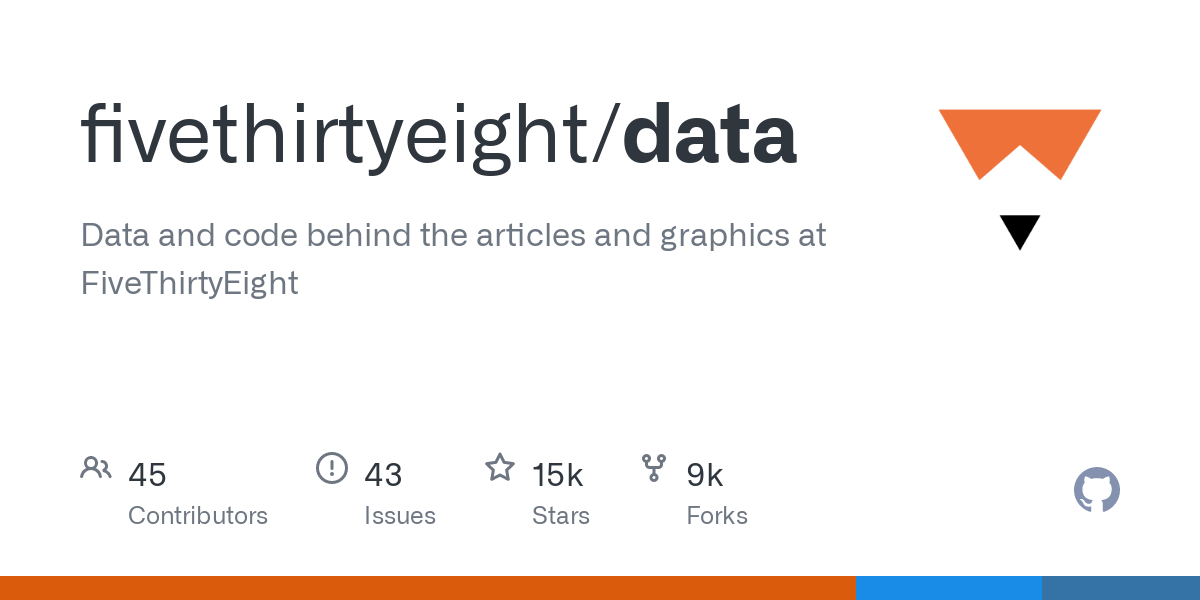 fivethirtyeight/data
Data and code behind the articles and graphics at
FiveThirtyEight
45 43 15k 9k
Contributors Issues Stars Forks